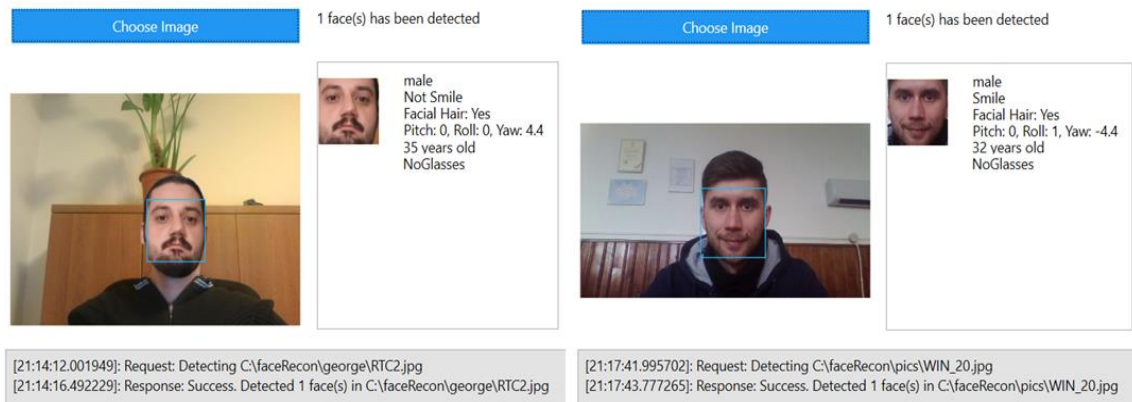 Choose Image
1 face(s) has been detected
male
Not Smile
Facial Hair: Yes
Pitch: 0, Roll: 0, Yaw: 4.4
35 years old
NoGlasses
[21:14:12.001949]: Request: Detecting C:\faceRecon\george\RTC2.jpg
[21:14:16.492229]: Response: Success. Detected 1 face(s) in C:\faceRecon\george\RTC2.jpg
Choose Image
1 face(s) has been detected
male
Smile
Facial Hair: Yes
Pitch: 0, Roll: 1, Yaw: -4.4
32 years old
NoGlasses
[21:17:41.995702]: Request: Detecting C:\faceRecon\pics\WIN_20.jpg
[21:17:43.777265]: Response: Success. Detected 1 face(s) in C:\faceRecon\pics\WIN_20.jpg